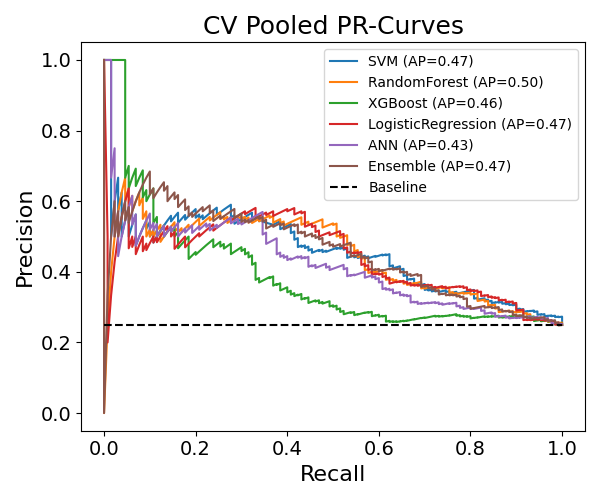 CV Pooled PR-Curves
SVM (AP=0.47)
RandomForest (AP=0.50)
XGBoost (AP=0.46)
LogisticRegression (AP=0.47)
ANN (AP=0.43)
Ensemble (AP=0.47)
Baseline
Precision
1.0
0.8
0.6
0.4
0.2
0.0
0.0 0.2 0.4 0.6 0.8 1.0
Recall